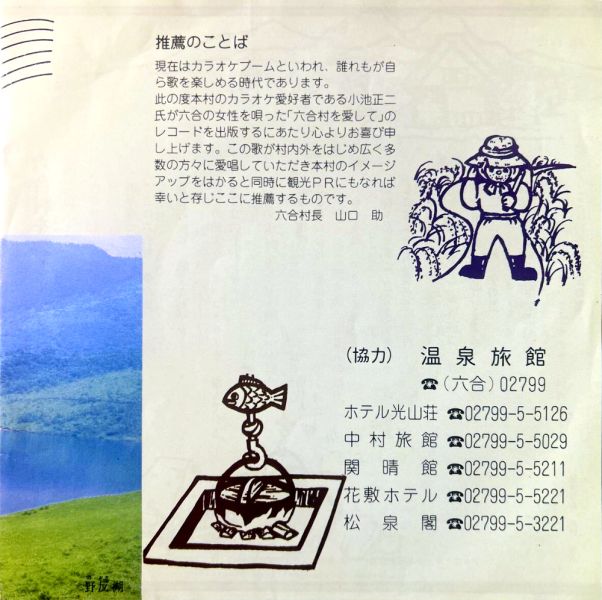 推薦のことば
現在はカラオケブームといわれ、誰れもが自
ら歌を楽しめる時代であります。
此の度本村のカラオケ愛好者である小池正二
氏が六合の女性を唄った「六合村を愛して」の
レコードを出版するにあたり心よりお喜び申
し上げます。この歌が村内外をはじめ広く多
数の方々に愛唱していただき本村のイメージ
アップをはかると同時に観光PRにもなれば
幸いと存じここに推薦するものです。
六合村長 山口 助
(協力) 温泉旅館
☎(六合)02799
ホテル光山荘 ☎02799-5-5126
中村旅館 ☎02799-5-5029
関晴館 ☎02799-5-5211
花敷ホテル ☎02799-5-5221
松泉閣 ☎02799-5-3221
野反湖